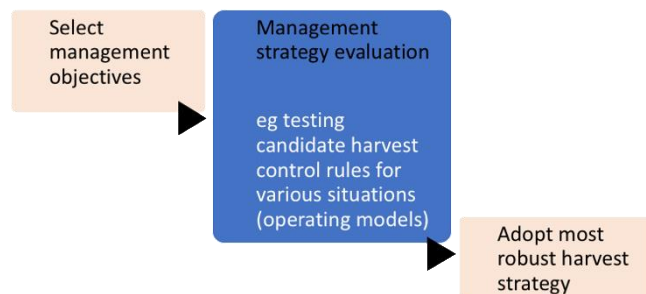 Select
management
objectives
Management
strategy evaluation
eg testing
candidate harvest
control rules for
various situations
(operating models)
Adopt most
robust harvest
strategy